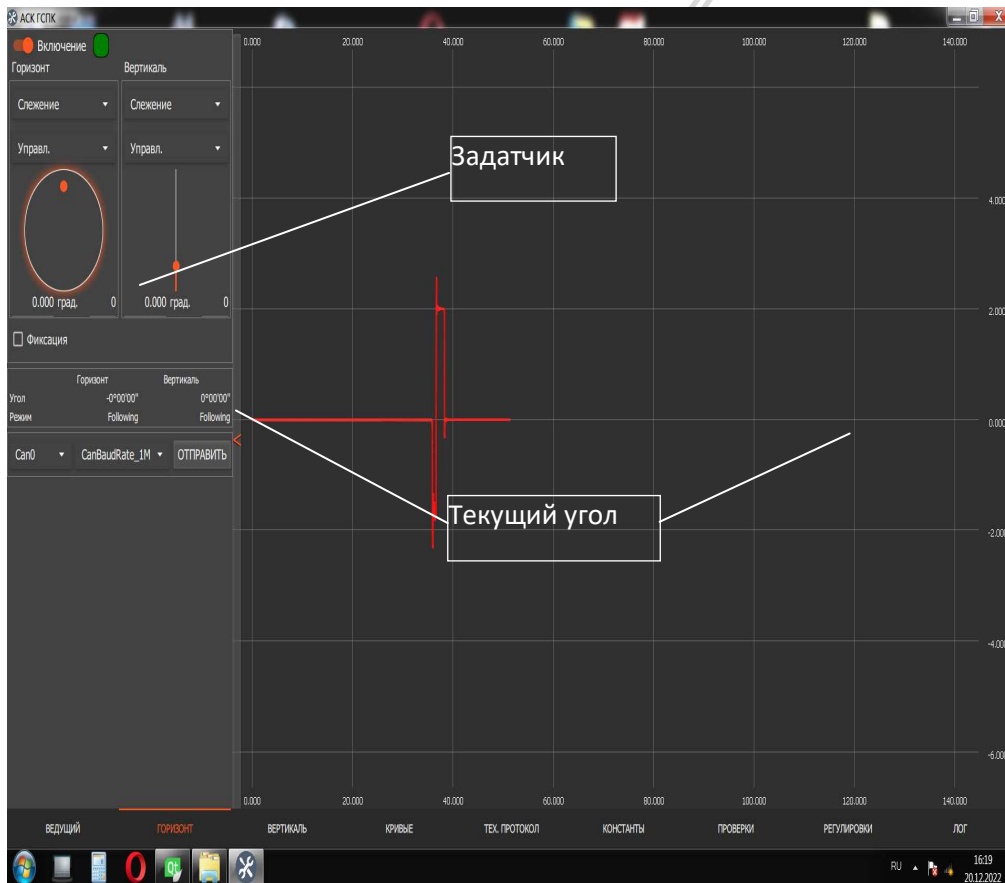 АСК ГСПК
Включение
Горизонт Вертикаль
Слежение Слежение
Управл. Управл.
0.000 град. 0 0.000 град. 0
Фиксация
Горизонт Вертикаль
Угол -0°00'00" 0°00'00"
Режим Following Following
Can0 CanBaudRate_1M ОТПРАВИТЬ
0.000 20.000 40.000 60.000 80.000 100.000 120.000 140.000
Задатчик
4.000
2.000
0.000
Текущий угол
-2.000
-4.000
-6.000
0.000 20.000 40.000 60.000 80.000 100.000 120.000 140.000
ВЕДУЩИЙ ГОРИЗОНТ ВЕРТИКАЛЬ КРИВЫЕ ТЕХ. ПРОТОКОЛ КОНСТАНТЫ ПРОВЕРКИ РЕГУЛИРОВКИ ЛОГ
Qt
RU
16:19
20.12.2022